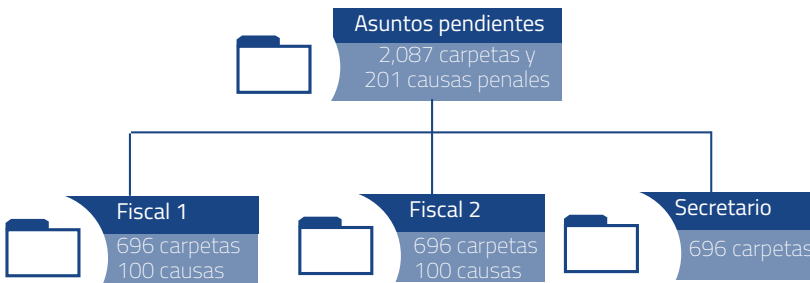 Asuntos pendientes
2,087 carpetas y
201 causas penales
Fiscal 1
696 carpetas
100 causas
Fiscal 2
696 carpetas
100 causas
Secretario
696 carpetas